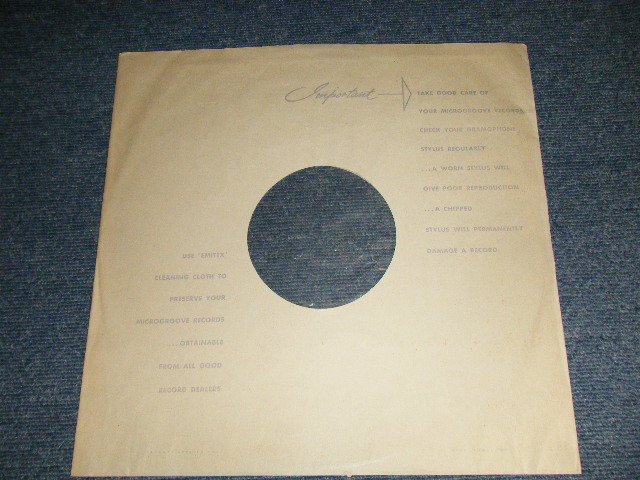 Important
TAKE GOOD CARE OF
YOUR MICROGROOVE RECORDS
CHECK YOUR GRAMOPHONE
STYLUS REGULARLY
...A WORN STYLUS WILL
GIVE POOR REPRODUCTION
...A CHIPPED
STYLUS WILL PERMANENTLY
DAMAGE A RECORD
USE 'EMITEX'
CLEANING CLOTH TO
PRESERVE YOUR
MICROGROOVE RECORDS
...OBTAINABLE
FROM ALL GOOD
RECORD DEALERS